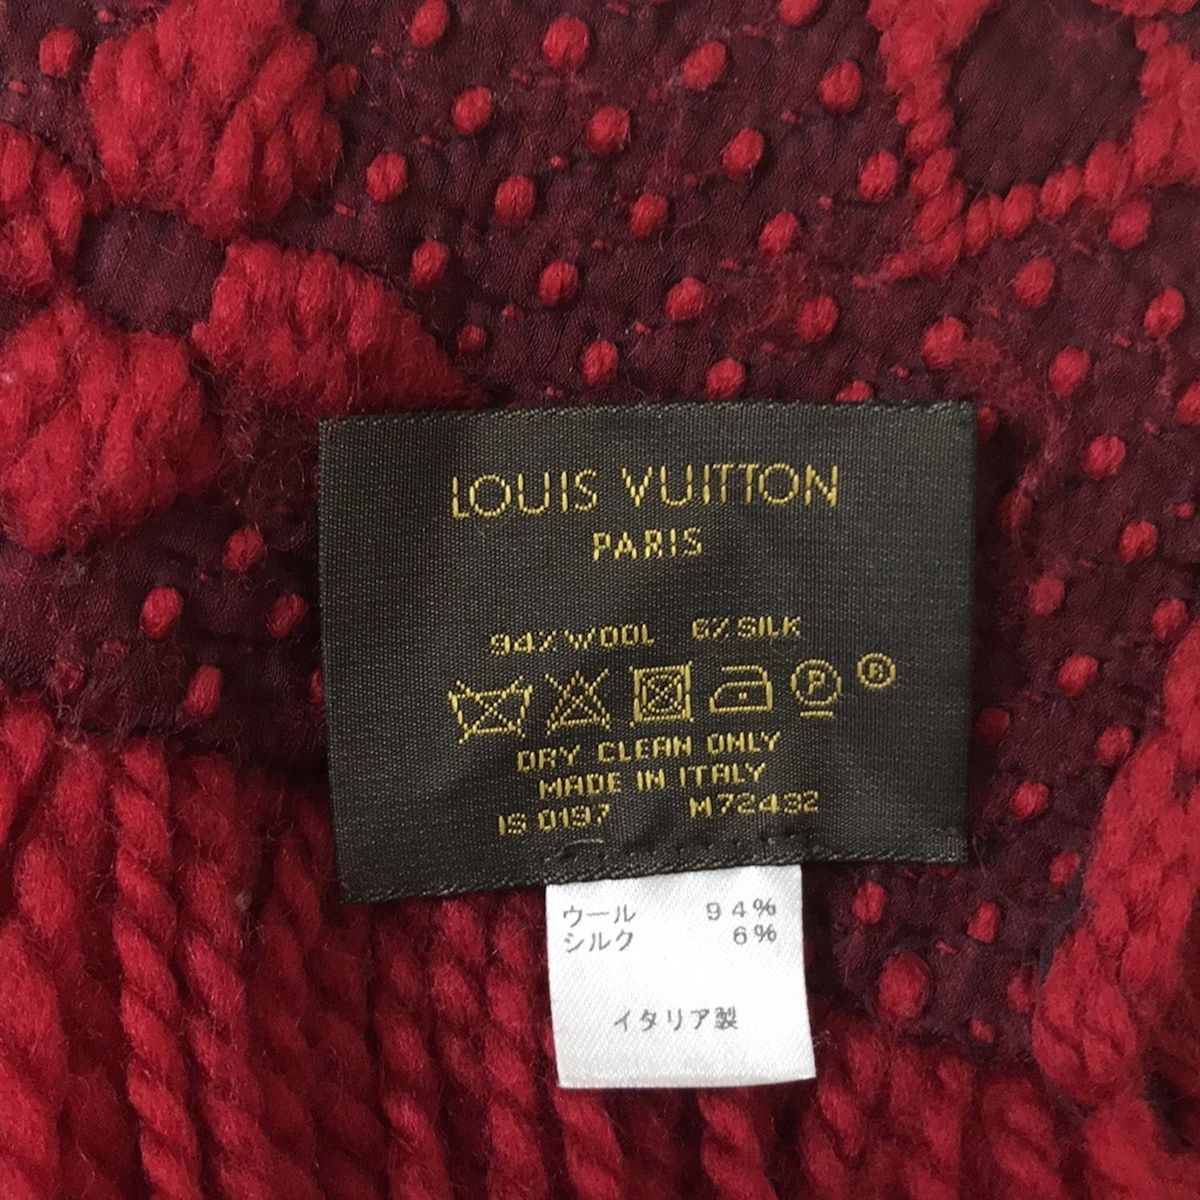 LOUIS VUITTON
PARIS
94% WOOL 6% SILK
P ®
DRY CLEAN ONLY
MADE IN ITALY
IS 0197 M72432
ウール 94%
シルク 6%
イタリア製